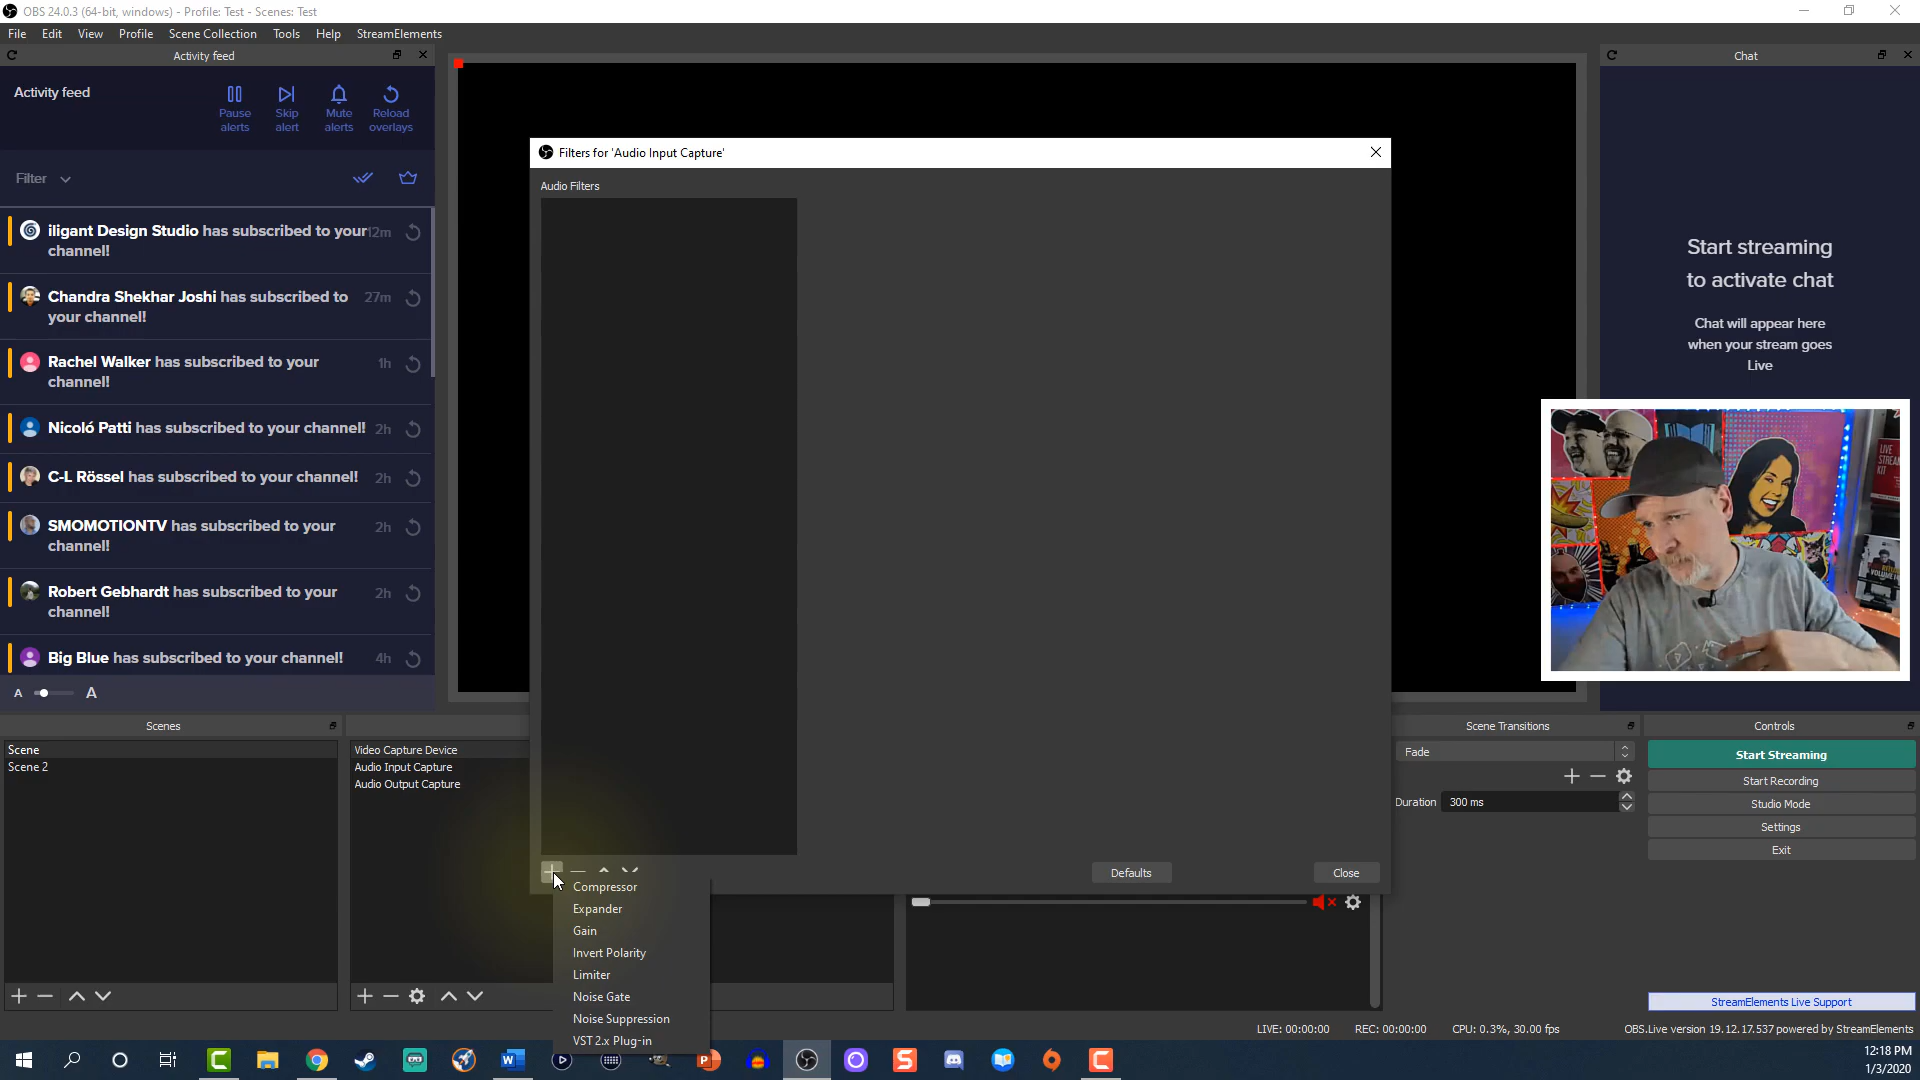 OBS 24.0.3 (64-bit, windows) - Profile: Test - Scenes: Test
File Edit View Profile Scene Collection Tools Help StreamElements
Activity feed
Activity feed
Pause alerts
Skip alert
Mute alerts
Reload overlays
Filter
iligant Design Studio has subscribed to your
channel!
12m
Chandra Shekhar Joshi has subscribed to
your channel!
27m
Rachel Walker has subscribed to your
channel!
1h
Nicoló Patti has subscribed to your channel!
2h
C-L Rössel has subscribed to your channel!
2h
SMOMOTIONTV has subscribed to your
channel!
2h
Robert Gebhardt has subscribed to your
channel!
2h
Big Blue has subscribed to your channel!
4h
A A
Filters for 'Audio Input Capture'
Audio Filters
Defaults
Close
Compressor
Expander
Gain
Invert Polarity
Limiter
Noise Gate
Noise Suppression
VST 2.x Plug-in
Chat
Start streaming
to activate chat
Chat will appear here
when your stream goes
Live
LIVE
STREAM
KIT
Scenes
Scene
Scene 2
Video Capture Device
Audio Input Capture
Audio Output Capture
Scene Transitions
Fade
Duration 300 ms
Controls
Start Streaming
Start Recording
Studio Mode
Settings
Exit
StreamElements Live Support
LIVE: 00:00:00 REC: 00:00:00 CPU: 0.3%, 30.00 fps OBS.Live version 19.12.17.537 powered by StreamElements
12:18 PM
1/3/2020